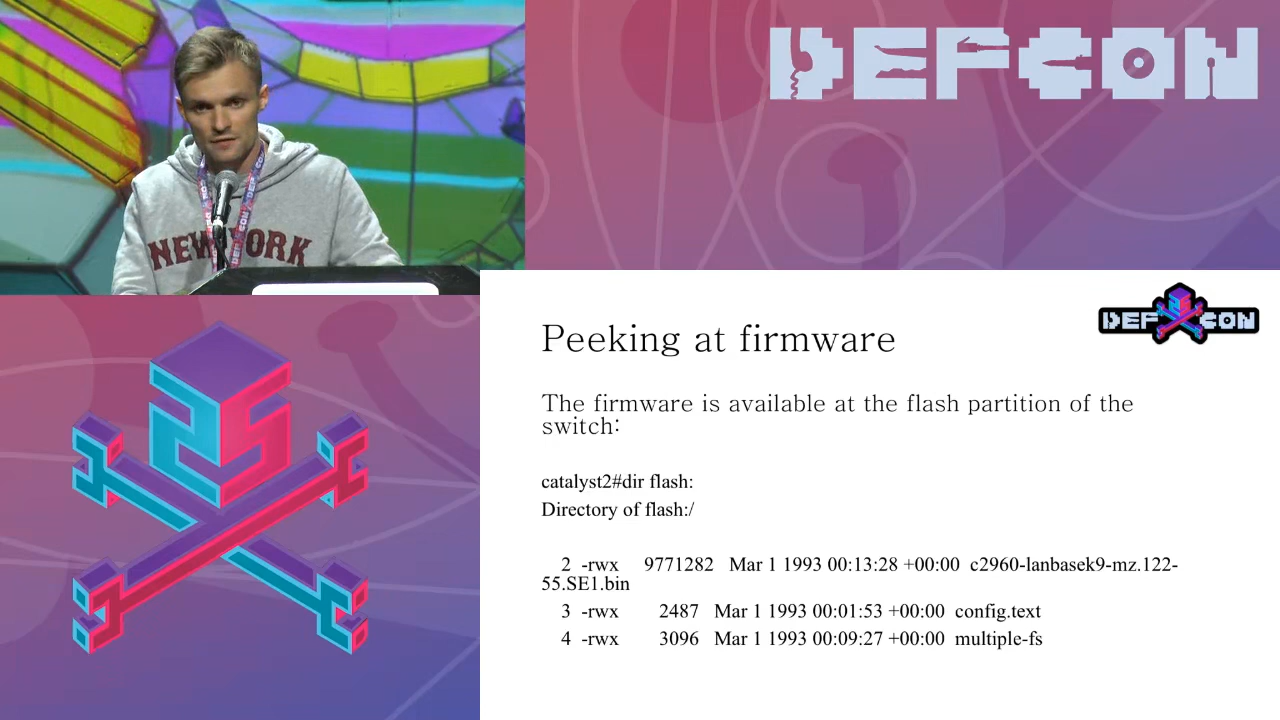 DEFCON
NEW YORK
DEF CON
DEF CON
Peeking at firmware
The firmware is available at the flash partition of the
switch:
catalyst2#dir flash:
Directory of flash:/
2 -rwx 9771282 Mar 1 1993 00:13:28 +00:00 c2960-lanbasek9-mz.122-
55.SE1.bin
3 -rwx 2487 Mar 1 1993 00:01:53 +00:00 config.text
4 -rwx 3096 Mar 1 1993 00:09:27 +00:00 multiple-fs